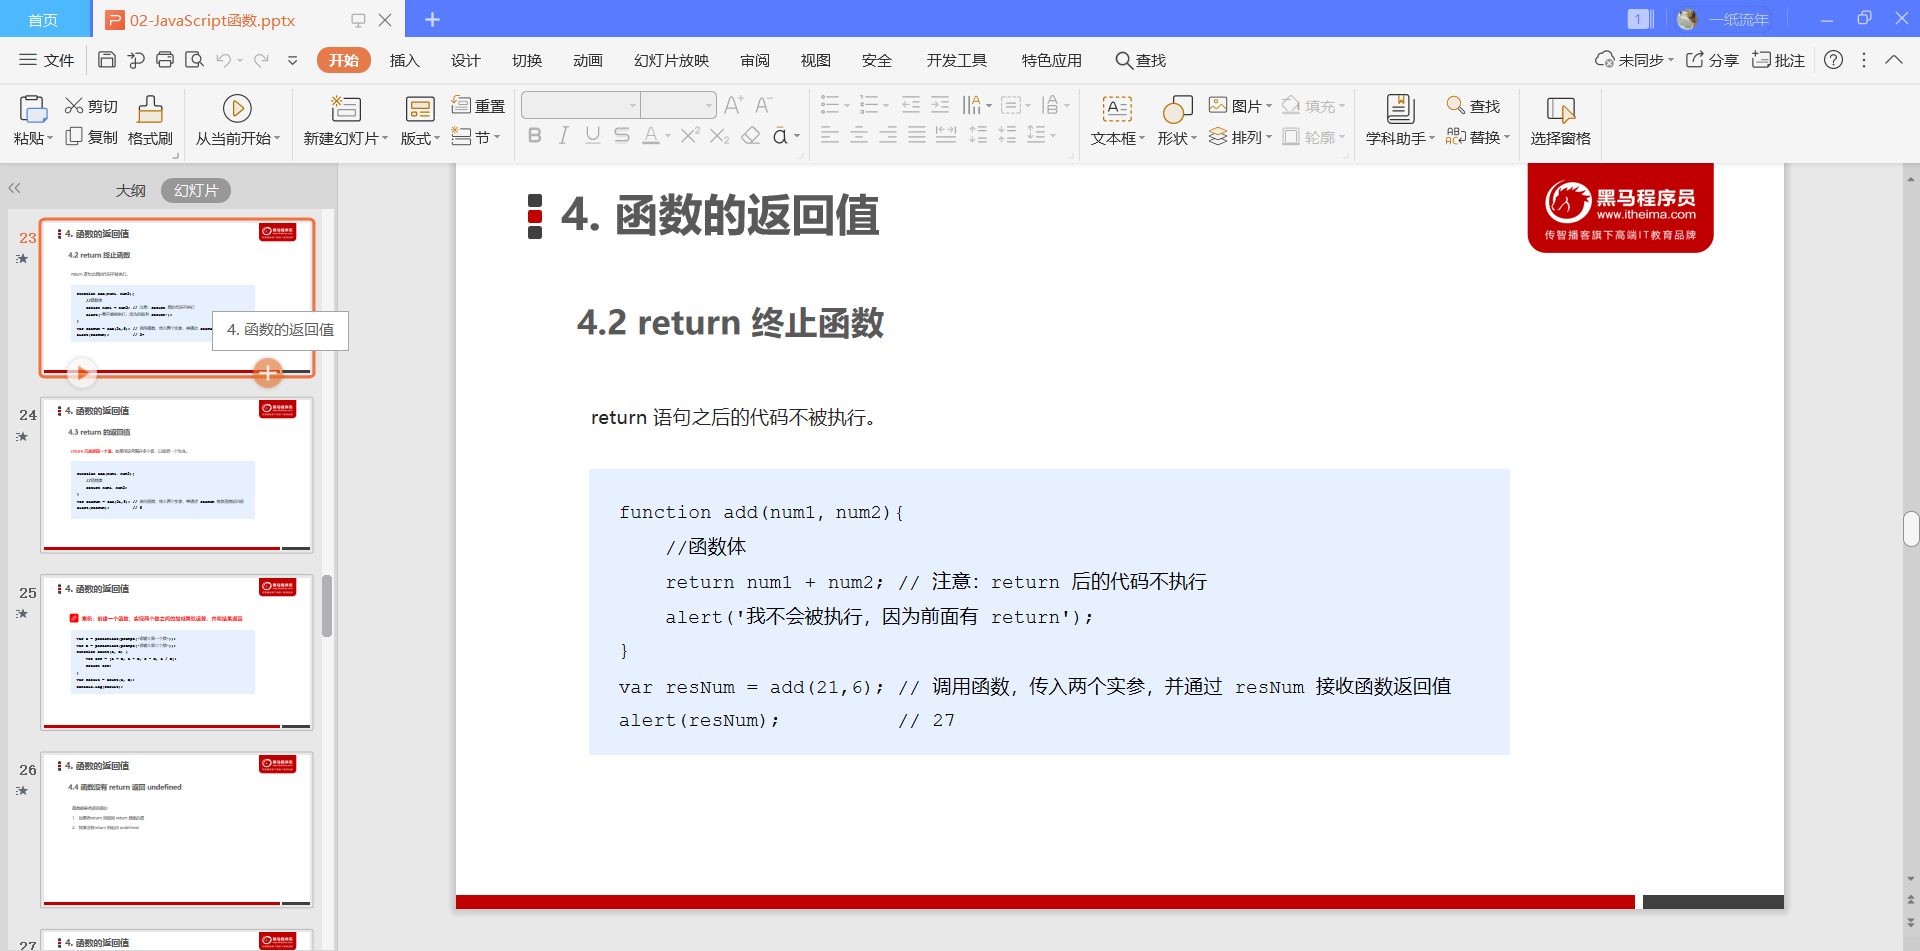 首页
02-JavaScript函数.pptx
1
一纸流年
文件
开始
插入
设计
切换
动画
幻灯片放映
审阅
视图
安全
开发工具
特色应用
查找
未同步
分享
批注
粘贴
剪切
复制
格式刷
从当前开始
新建幻灯片
版式
重置
节
文本框
形状
图片
排列
填充
轮廓
学科助手
查找
替换
选择窗格
大纲
幻灯片
23
4. 函数的返回值
4.2 return 终止函数
4. 函数的返回值
24
4. 函数的返回值
4.3 return 的返回值
25
4. 函数的返回值
26
4. 函数的返回值
4.4 函数没有 return 返回 undefined
27
4. 函数的返回值
4. 函数的返回值
黑马程序员
www.itheima.com
传智播客旗下高端IT教育品牌
4.2 return 终止函数
return 语句之后的代码不被执行。
function add(num1, num2){
//函数体
return num1 + num2; // 注意：return 后的代码不执行
alert('我不会被执行，因为前面有 return');
}
var resNum = add(21,6); // 调用函数，传入两个实参，并通过 resNum 接收函数返回值
alert(resNum); // 27